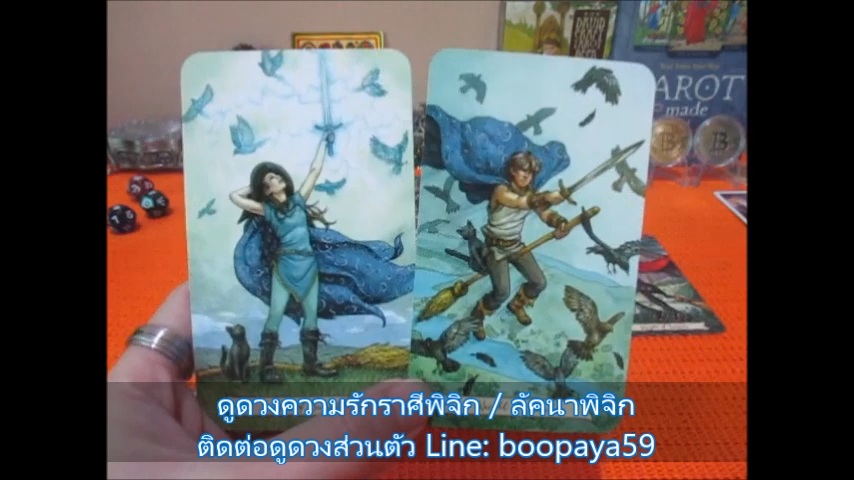 TAROT
made
ดูดวงความรักราศีพิจิก / ลัคนาพิจิก
ติดต่อดูดวงส่วนตัว Line: boopaya59